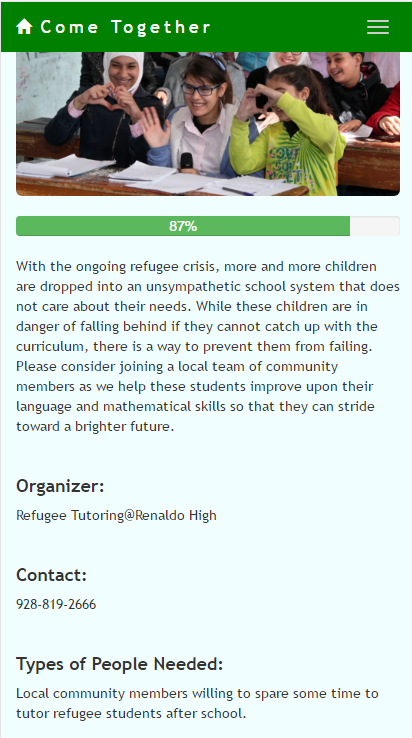 Come Together
87%
With the ongoing refugee crisis, more and more children
are dropped into an unsympathetic school system that does
not care about their needs. While these children are in
danger of falling behind if they cannot catch up with the
curriculum, there is a way to prevent them from failing.
Please consider joining a local team of community
members as we help these students improve upon their
language and mathematical skills so that they can stride
toward a brighter future.
Organizer:
Refugee Tutoring@Renaldo High
Contact:
928-819-2666
Types of People Needed:
Local community members willing to spare some time to
tutor refugee students after school.